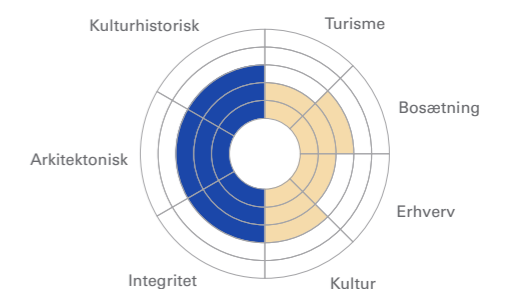 Kulturhistorisk
Turisme
Bosætning
Arkitektonisk
Erhverv
Integritet
Kultur